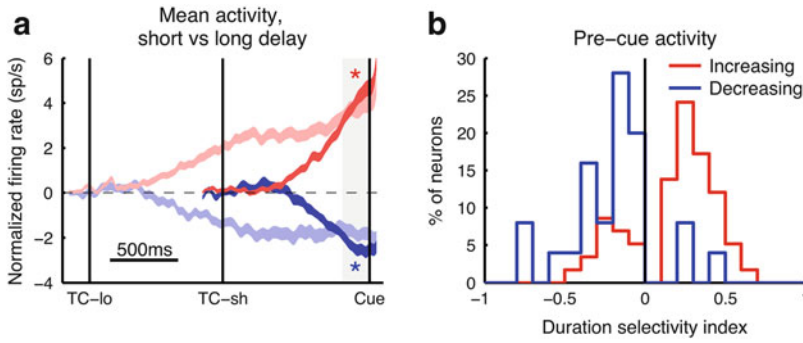 a
Mean activity,
short vs long delay
Normalized firing rate (sp/s)
6
4
2
0
−2
−4
*
*
500ms
TC−lo
TC−sh
Cue
b
Pre−cue activity
Increasing
Decreasing
% of neurons
30
25
20
15
10
5
0
−1
−0.5
0
0.5
Duration selectivity index